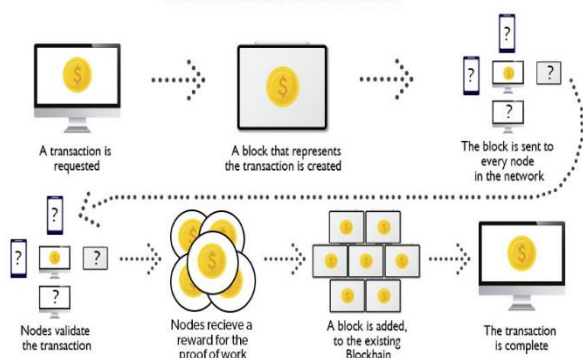 A transaction is
requested
A block that represents
the transaction is created
The block is sent to
every node
in the network
Nodes validate
the transaction
Nodes recieve a
reward for the
proof of work
A block is added,
to the existing
Blockhain
The transaction
is complete